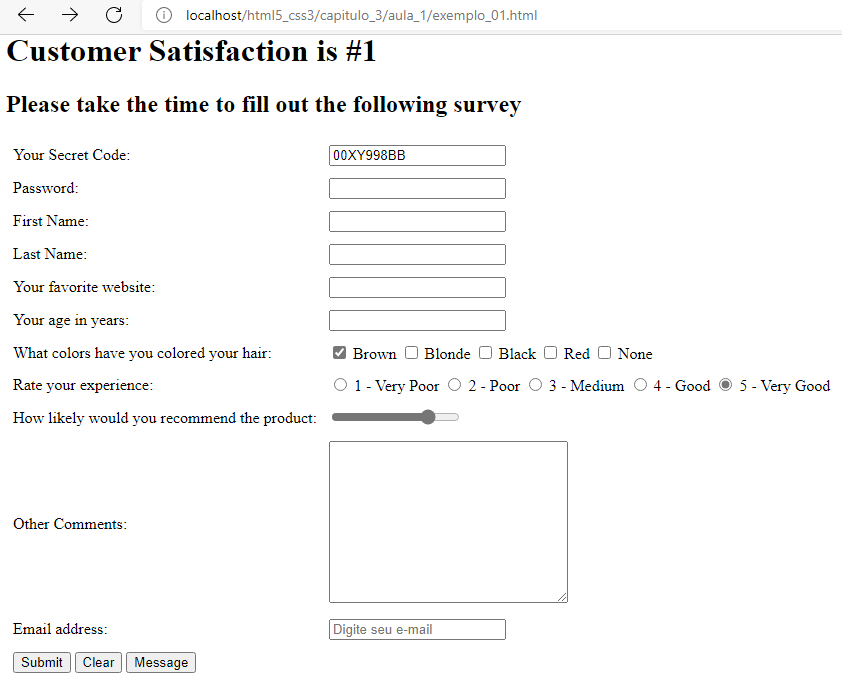 localhost/html5_css3/capitulo_3/aula_1/exemplo_01.html
Customer Satisfaction is #1
Please take the time to fill out the following survey
Your Secret Code: 00XY998BB
Password:
First Name:
Last Name:
Your favorite website:
Your age in years:
What colors have you colored your hair: Brown Blonde Black Red None
Rate your experience: 1 - Very Poor 2 - Poor 3 - Medium 4 - Good 5 - Very Good
How likely would you recommend the product:
Other Comments:
Email address: Digite seu e-mail
Submit Clear Message